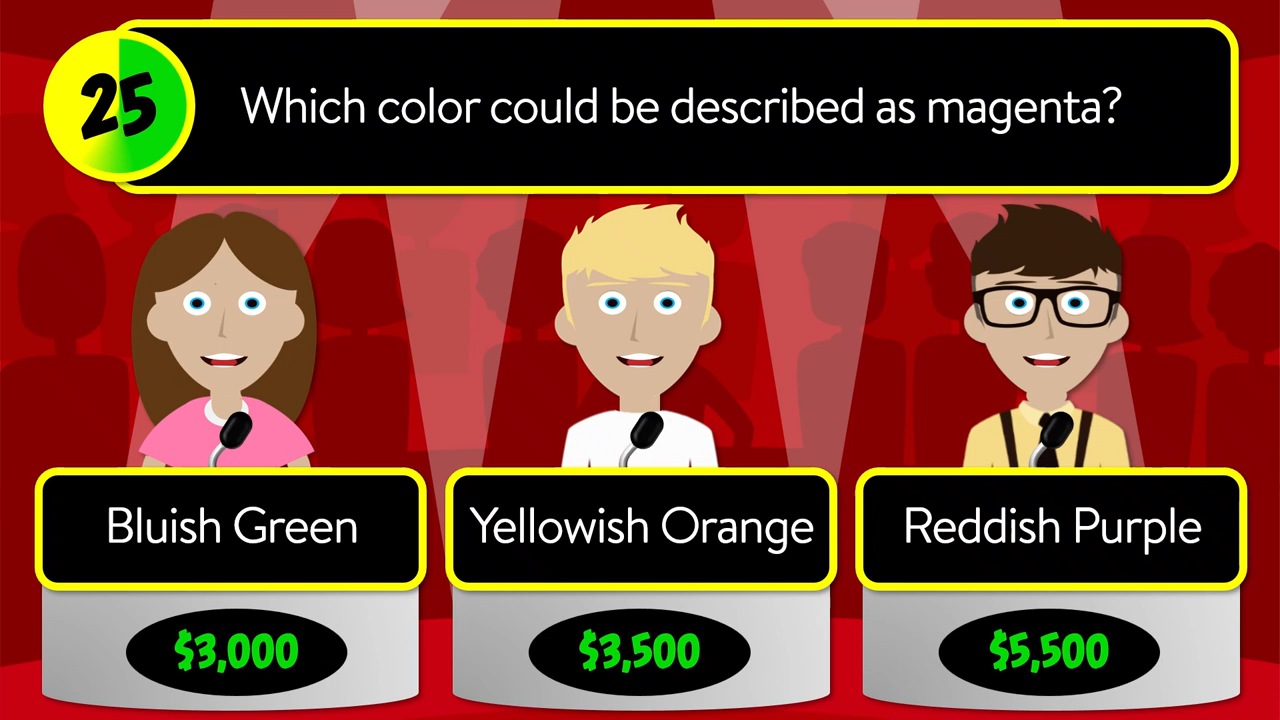 25
Which color could be described as magenta?
Bluish Green
Yellowish Orange
Reddish Purple
$3,000
$3,500
$5,500